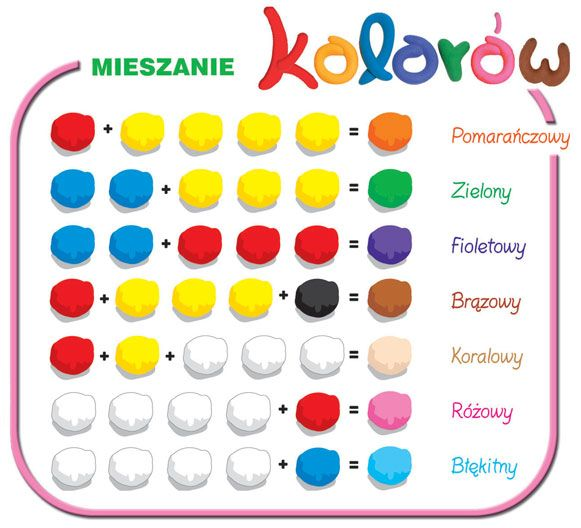 MIESZANIE kolorów
+ = Pomarańczowy
+ = Zielony
+ = Fioletowy
+ + = Brązowy
+ + = Koralowy
+ = Różowy
+ = Błękitny